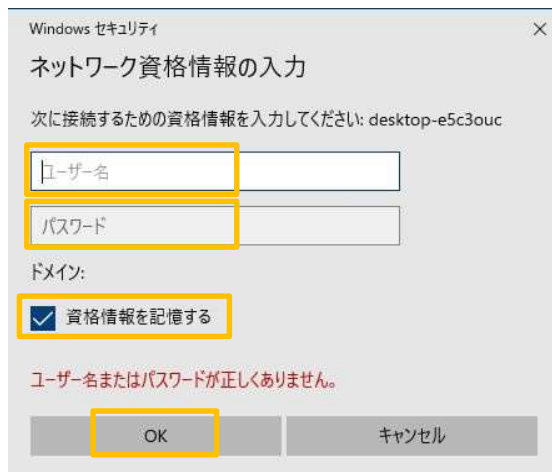 Windows セキュリティ
ネットワーク資格情報の入力
次に接続するための資格情報を入力してください: desktop-e5c3ouc
ユーザー名
パスワード
ドメイン:
資格情報を記憶する
ユーザー名またはパスワードが正しくありません。
OK
キャンセル